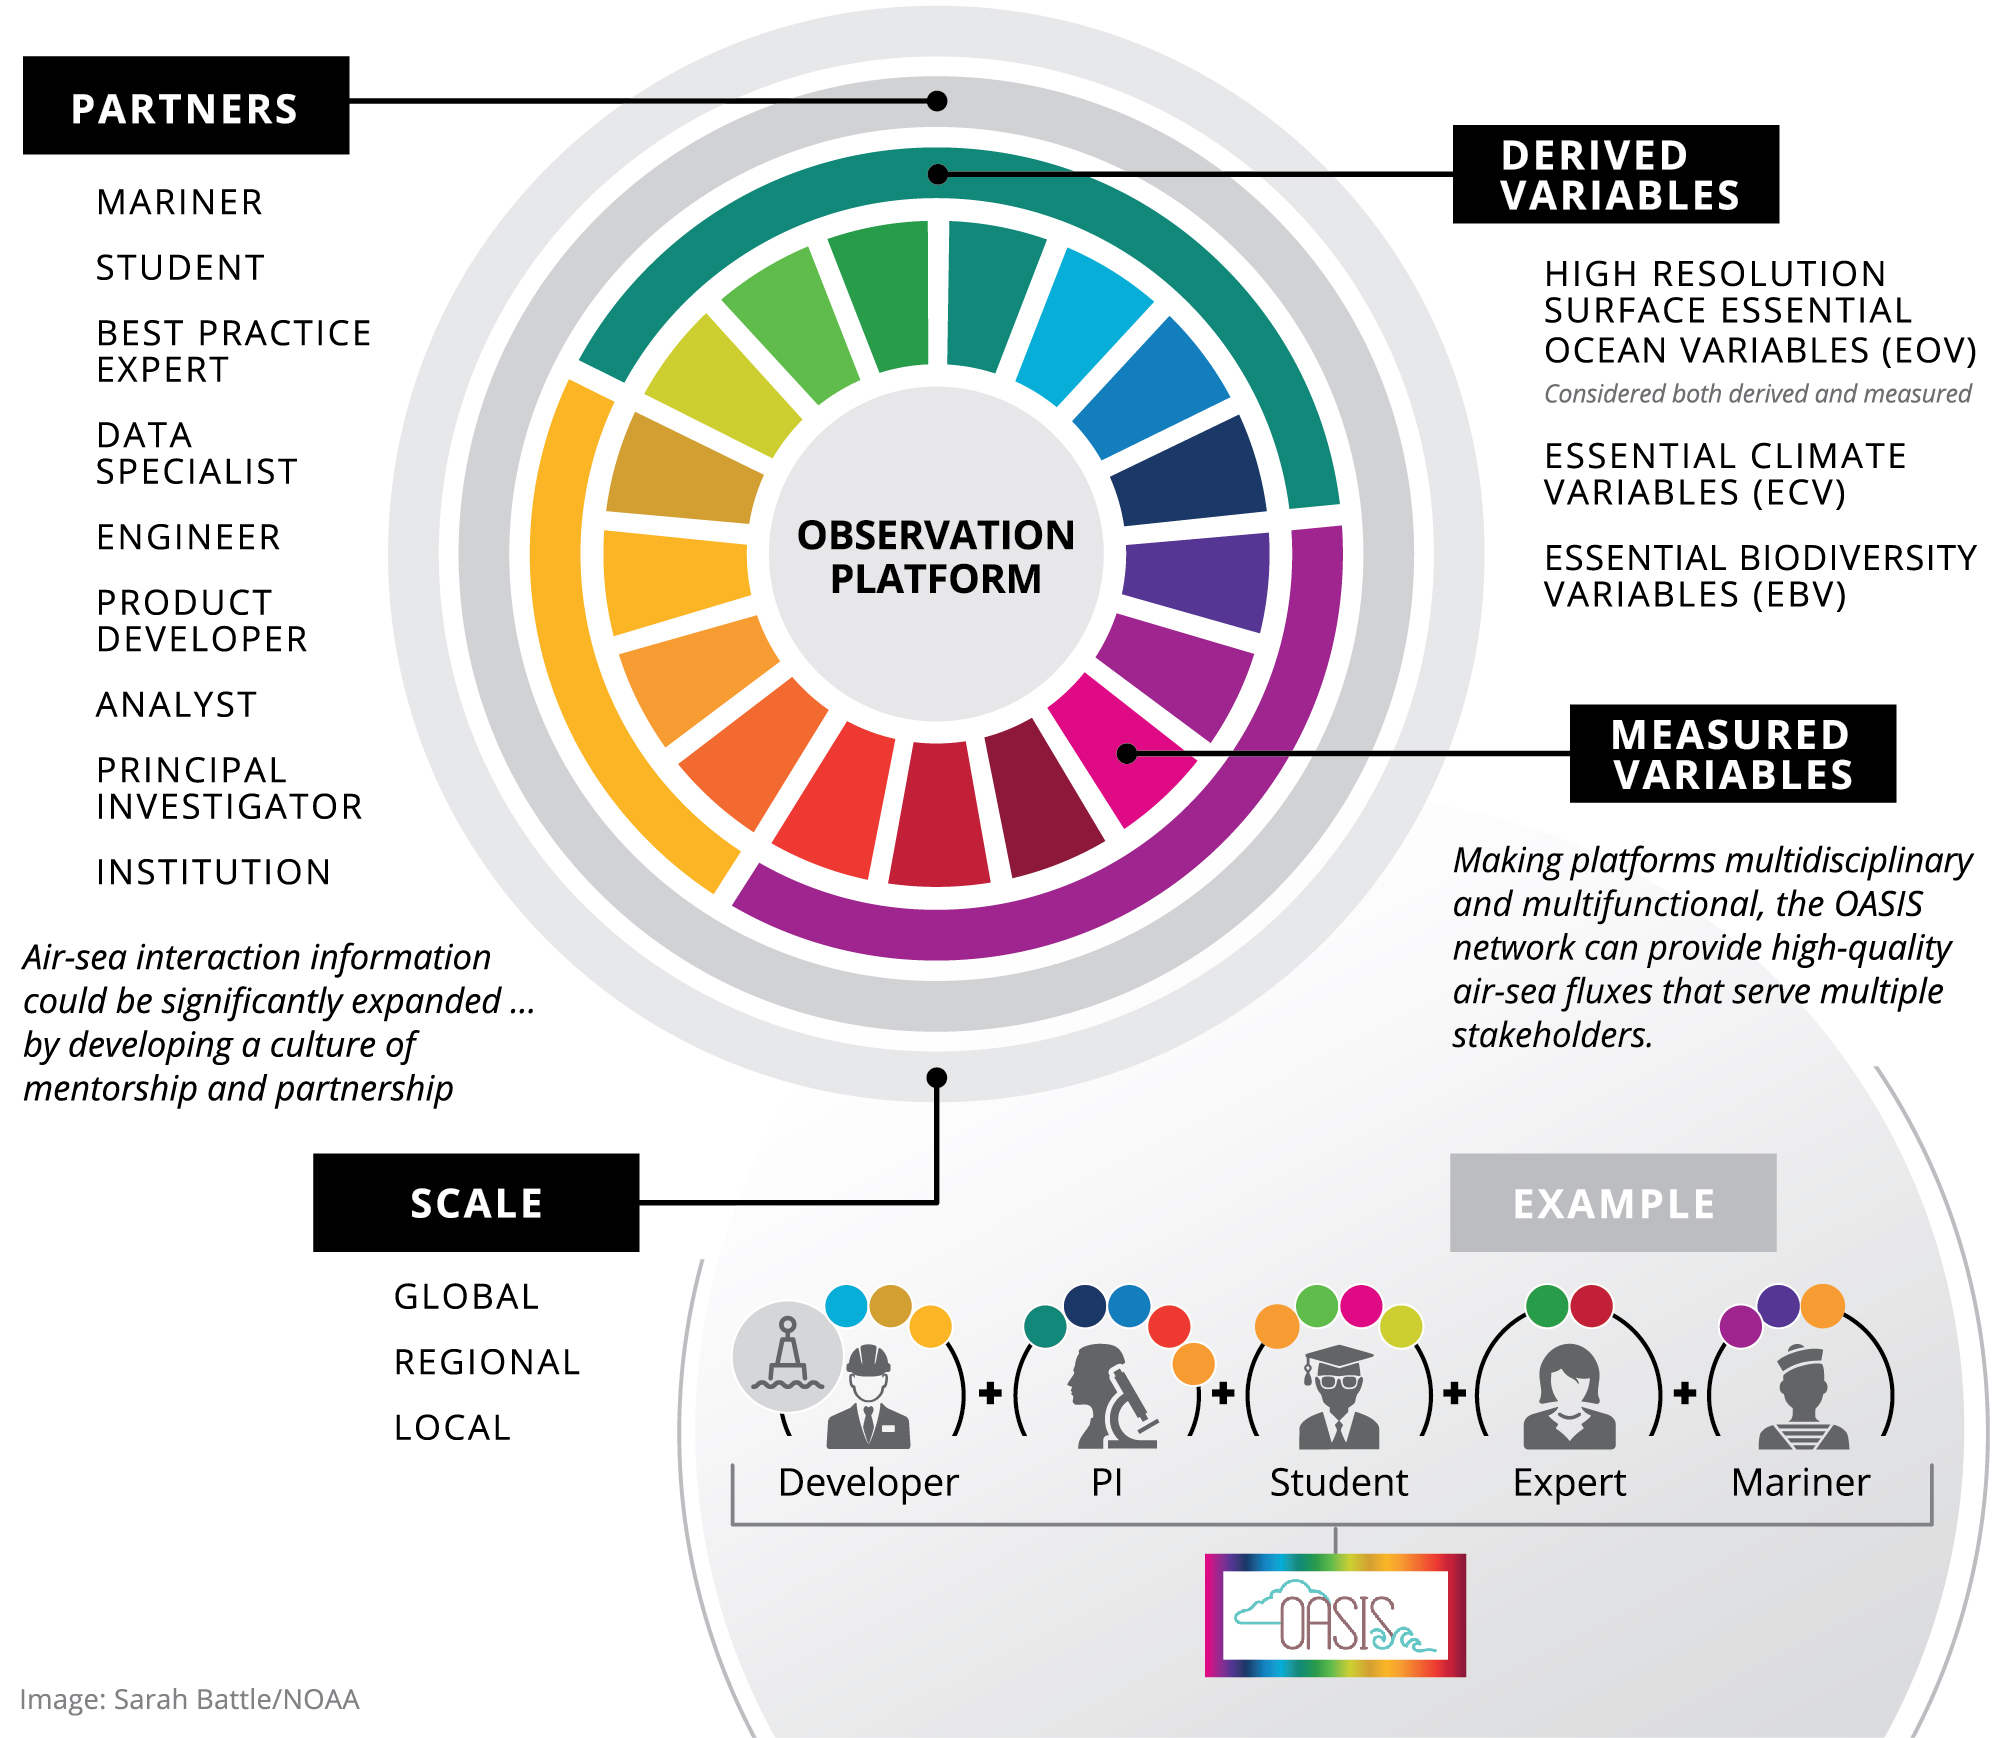 PARTNERS
MARINER
STUDENT
BEST PRACTICE
EXPERT
DATA
SPECIALIST
ENGINEER
PRODUCT
DEVELOPER
ANALYST
PRINCIPAL
INVESTIGATOR
INSTITUTION
Air-sea interaction information
could be significantly expanded ...
by developing a culture of
mentorship and partnership
OBSERVATION
PLATFORM
DERIVED
VARIABLES
HIGH RESOLUTION
SURFACE ESSENTIAL
OCEAN VARIABLES (EOV)
Considered both derived and measured
ESSENTIAL CLIMATE
VARIABLES (ECV)
ESSENTIAL BIODIVERSITY
VARIABLES (EBV)
MEASURED
VARIABLES
Making platforms multidisciplinary
and multifunctional, the OASIS
network can provide high-quality
air-sea fluxes that serve multiple
stakeholders.
SCALE
GLOBAL
REGIONAL
LOCAL
EXAMPLE
Developer + PI + Student + Expert + Mariner
OASIS
Image: Sarah Battle/NOAA